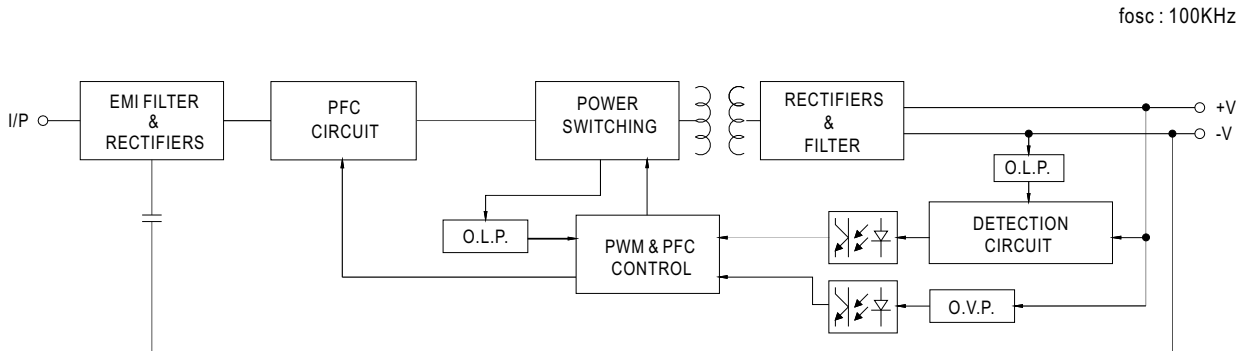 fosc : 100KHz
I/P
EMI FILTER
&
RECTIFIERS
PFC
CIRCUIT
POWER
SWITCHING
RECTIFIERS
&
FILTER
+V
-V
O.L.P.
O.L.P.
PWM & PFC
CONTROL
DETECTION
CIRCUIT
O.V.P.